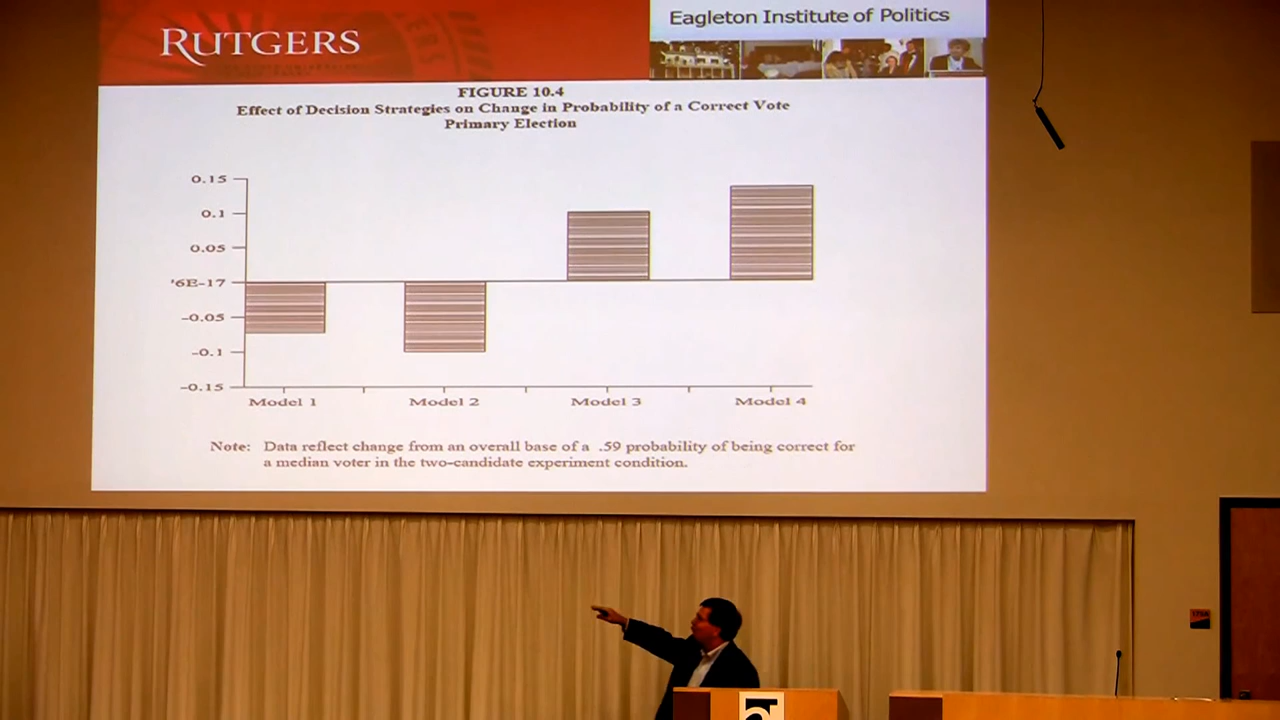 RUTGERS
Eagleton Institute of Politics
FIGURE 10.4
Effect of Decision Strategies on Change in Probability of a Correct Vote
Primary Election
0.15
0.1
0.05
'6E-17
-0.05
-0.1
-0.15
Model 1
Model 2
Model 3
Model 4
Note: Data reflect change from an overall base of a .59 probability of being correct for
a median voter in the two-candidate experiment condition.